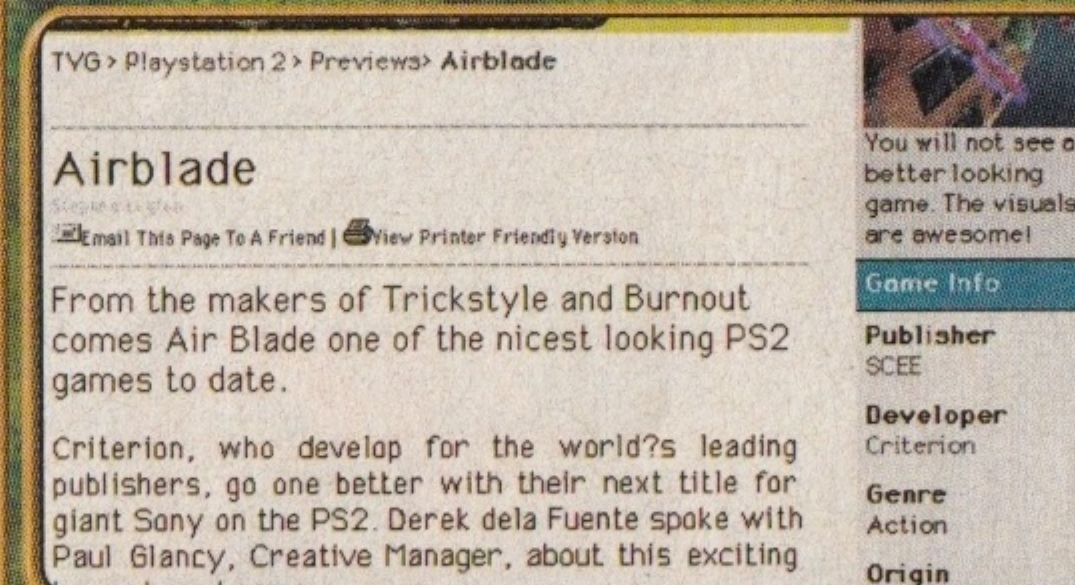 TVG > Playstation 2 > Previews> Airblade
Airblade
Email This Page To A Friend | View Printer Friendly Version
From the makers of Trickstyle and Burnout
comes Air Blade one of the nicest looking PS2
games to date.
Criterion, who develop for the world?s leading
publishers, go one better with their next title for
giant Sony on the PS2. Derek dela Fuente spoke with
Paul Glancy, Creative Manager, about this exciting
You will not see a
better looking
game. The visuals
are awesome!
Game Info
Publisher
SCEE
Developer
Criterion
Genre
Action
Origin